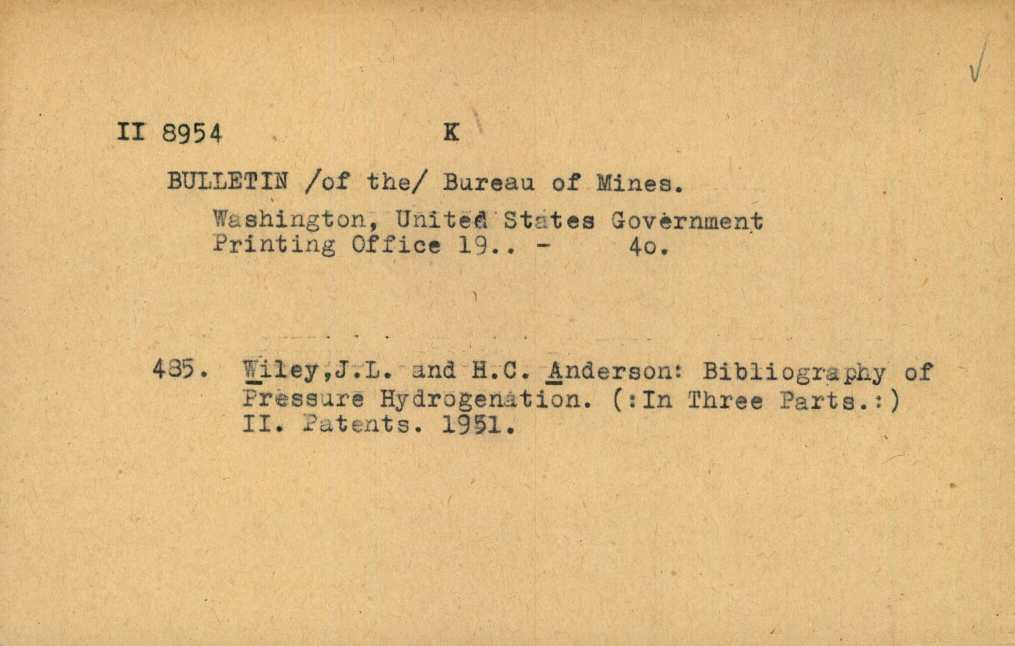 II 8954 K
BULLETIN /of the/ Bureau of Mines.
Washington, United States Government
Printing Office 19.. - 4o.
485. Wiley,J.L. and H.C. Anderson: Bibliography of
Pressure Hydrogenation. (:In Three Parts.:)
II. Patents. 1951.